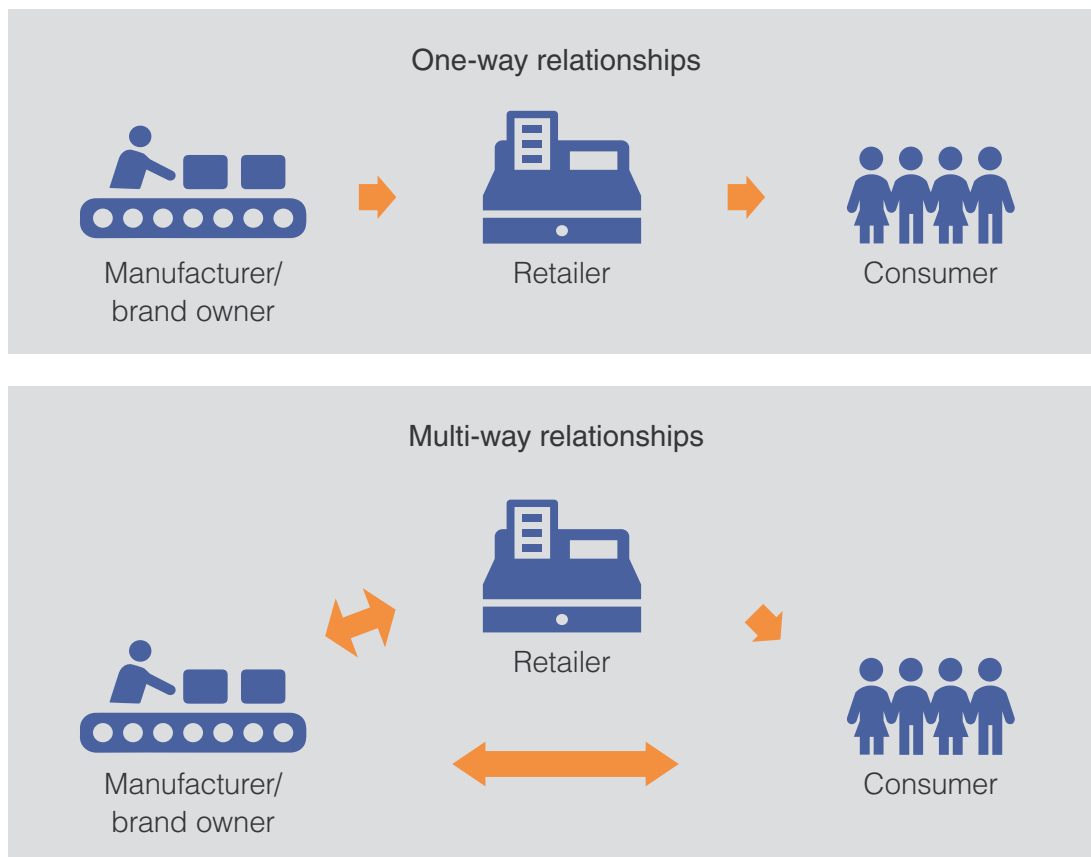 One-way relationships
Manufacturer/
brand owner
Retailer
Consumer
Multi-way relationships
Retailer
Manufacturer/
brand owner
Consumer